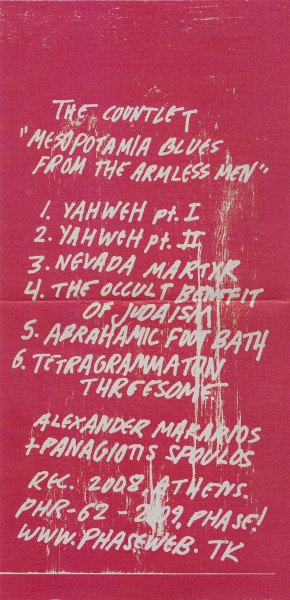 THE COUNTLET
"MESOPOTAMIA BLUES
FROM THE ARMLESS MEN"
1. YAHWEH pt. I
2. YAHWEH pt. II
3. NEVADA MARTYR
4. THE OCCULT BENEFIT
OF JUDAISM
5. ABRAHAMIC FOOT BATH
6. TETRAGRAMMATON
THREESOME
ALEXANDER MAKARIOS
+ PANAGIOTIS SPOULOS
REC. 2008, ATHENS.
PHR-62 - 2009, PHASE!
WWW.PHASEWEB.TK